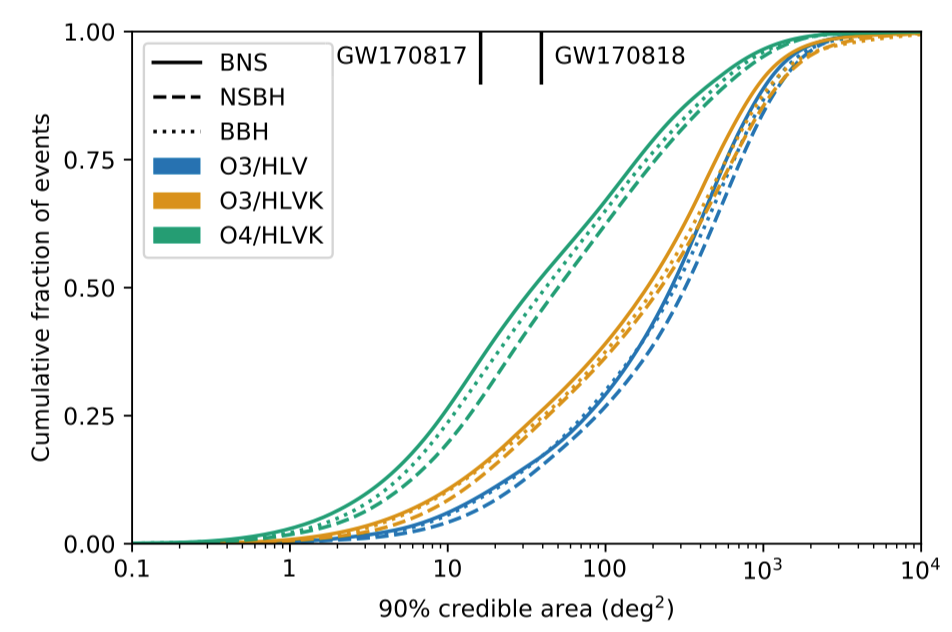 1.00
0.75
0.50
0.25
0.00
Cumulative fraction of events
BNS
NSBH
BBH
O3/HLV
O3/HLVK
O4/HLVK
GW170817
GW170818
0.1 1 10 100 10³ 10⁴
90% credible area (deg²)